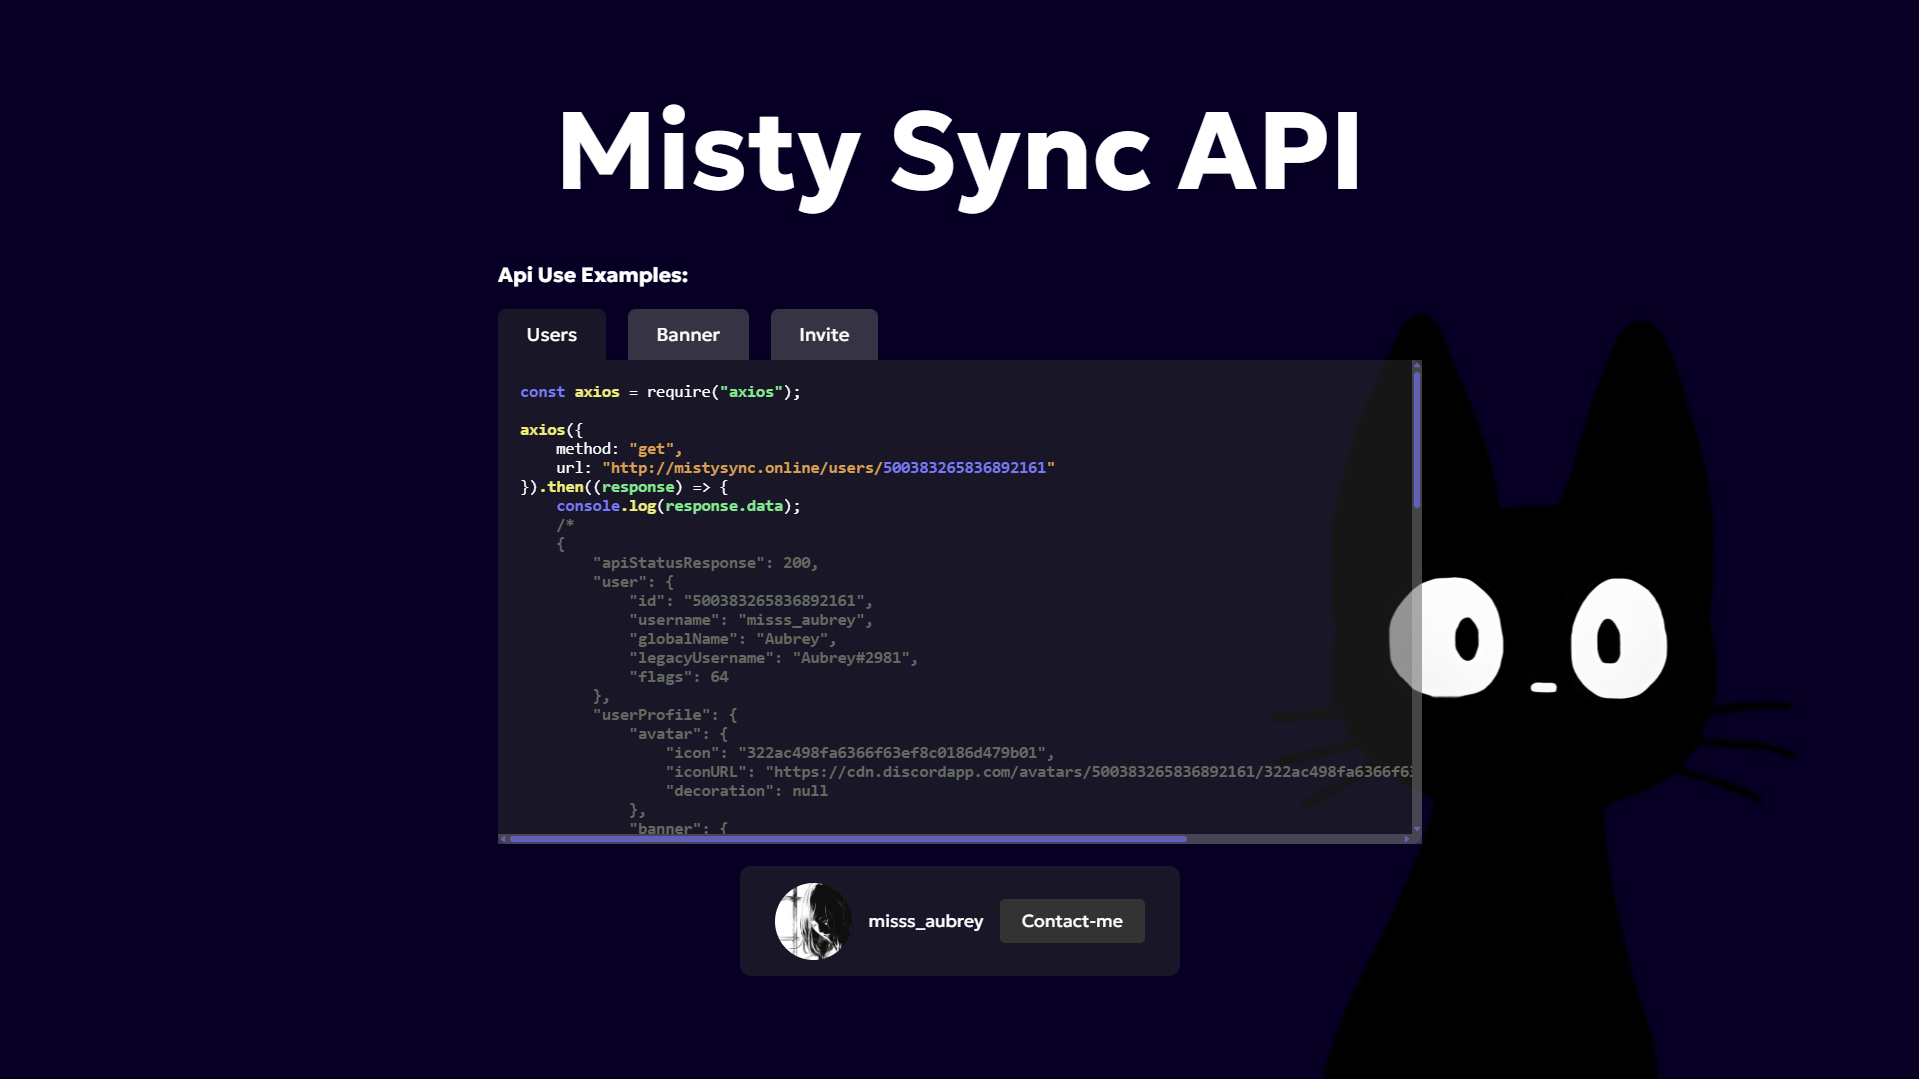 Misty Sync API
Api Use Examples:
Users
Banner
Invite
const axios = require("axios");
axios({
method: "get",
url: "http://mistysync.online/users/500383265836892161"
}).then((response) => {
console.log(response.data);
/*
{
"apiStatusResponse": 200,
"user": {
"id": "500383265836892161",
"username": "misss_aubrey",
"globalName": "Aubrey",
"legacyUsername": "Aubrey#2981",
"flags": 64
},
"userProfile": {
"avatar": {
"icon": "322ac498fa6366f63ef8c0186d479b01",
"iconURL": "https://cdn.discordapp.com/avatars/500383265836892161/322ac498fa6366f63
"decoration": null
},
"banner": {
misss_aubrey
Contact-me